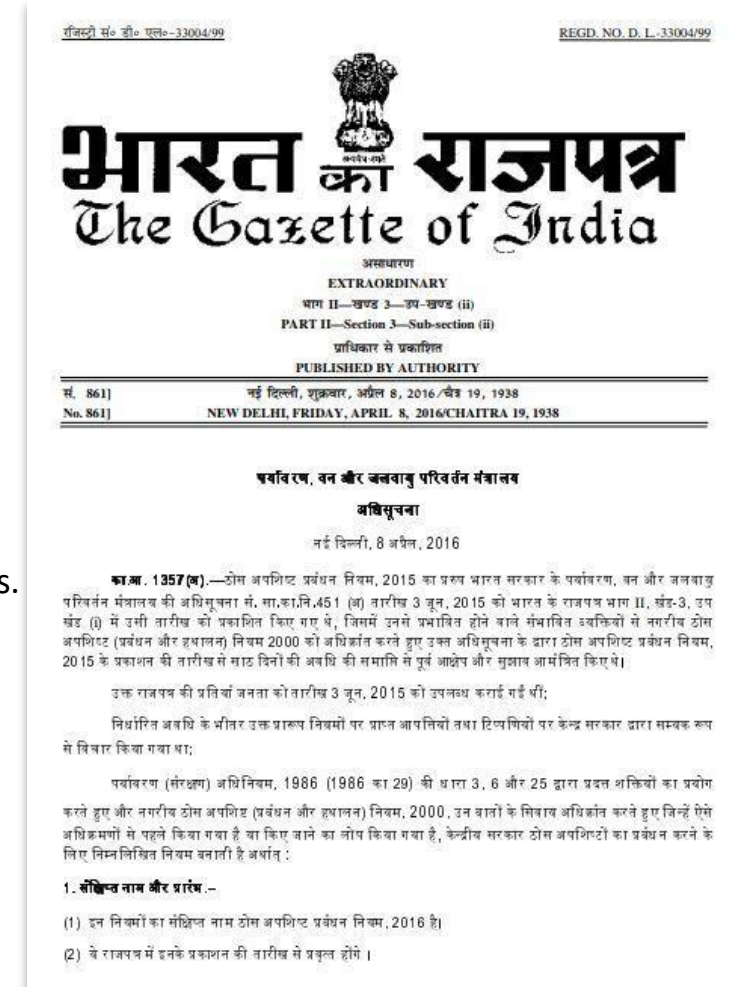 रजिस्ट्री सं० डी० एल०-33004/99
REGD. NO. D. L.-33004/99
भारत का राजपत्र
The Gazette of India
असाधारण
EXTRAORDINARY
भाग II—खण्ड 3—उप-खण्ड (ii)
PART II—Section 3—Sub-section (ii)
प्राधिकार से प्रकाशित
PUBLISHED BY AUTHORITY
सं. 861] नई दिल्ली, शुक्रवार, अप्रैल 8, 2016/चैत्र 19, 1938
No. 861] NEW DELHI, FRIDAY, APRIL 8, 2016/CHAITRA 19, 1938
पर्यावरण, वन और जलवायु परिवर्तन मंत्रालय
अधिसूचना
नई दिल्ली, 8 अप्रैल, 2016
s.
का.आ. 1357(अ).—ठोस अपशिष्ट प्रबंधन नियम, 2015 का प्ररुप भारत सरकार के पर्यावरण, वन और जलवायु
परिवर्तन मंत्रालय की अधिसूचना सं. सा.का.नि.451 (अ) तारीख 3 जून, 2015 को भारत के राजपत्र भाग II, खंड-3, उप
खंड (i) में उसी तारीख को प्रकाशित किए गए थे, जिसमें उनसे प्रभावित होने वाले संभावित व्यक्तियों से नगरीय ठोस
अपशिष्ट (प्रबंधन और हथालन) नियम 2000 को अधिक्रांत करते हुए उक्त अधिसूचना के द्वारा ठोस अपशिष्ट प्रबंधन नियम,
2015 के प्रकाशन की तारीख से साठ दिनों की अवधि की समाप्ति से पूर्व आक्षेप और सुझाव आमंत्रित किए थे।
उक्त राजपत्र की प्रतियां जनता को तारीख 3 जून, 2015 को उपलब्ध कराई गईं थीं;
निर्धारित अवधि के भीतर उक्त प्रारूप नियमों पर प्राप्त आपत्तियों तथा टिप्पणियों पर केन्द्र सरकार द्वारा सम्यक रूप
से विचार किया गया था;
पर्यावरण (संरक्षण) अधिनियम, 1986 (1986 का 29) की धारा 3, 6 और 25 द्वारा प्रदत्त शक्तियों का प्रयोग
करते हुए और नगरीय ठोस अपशिष्ट (प्रबंधन और हथालन) नियम, 2000, उन बातों के सिवाय अधिक्रांत करते हुए जिन्हें ऐसे
अधिक्रमणों से पहले किया गया है या किए जाने का लोप किया गया है, केन्द्रीय सरकार ठोस अपशिष्टों का प्रबंधन करने के
लिए निम्नलिखित नियम बनाती है अर्थात् :
1. संक्षिप्त नाम और प्रारंभ.–
(1) इन नियमों का संक्षिप्त नाम ठोस अपशिष्ट प्रबंधन नियम, 2016 है।
(2) ये राजपत्र में इनके प्रकाशन की तारीख से प्रवृत्त होंगे ।